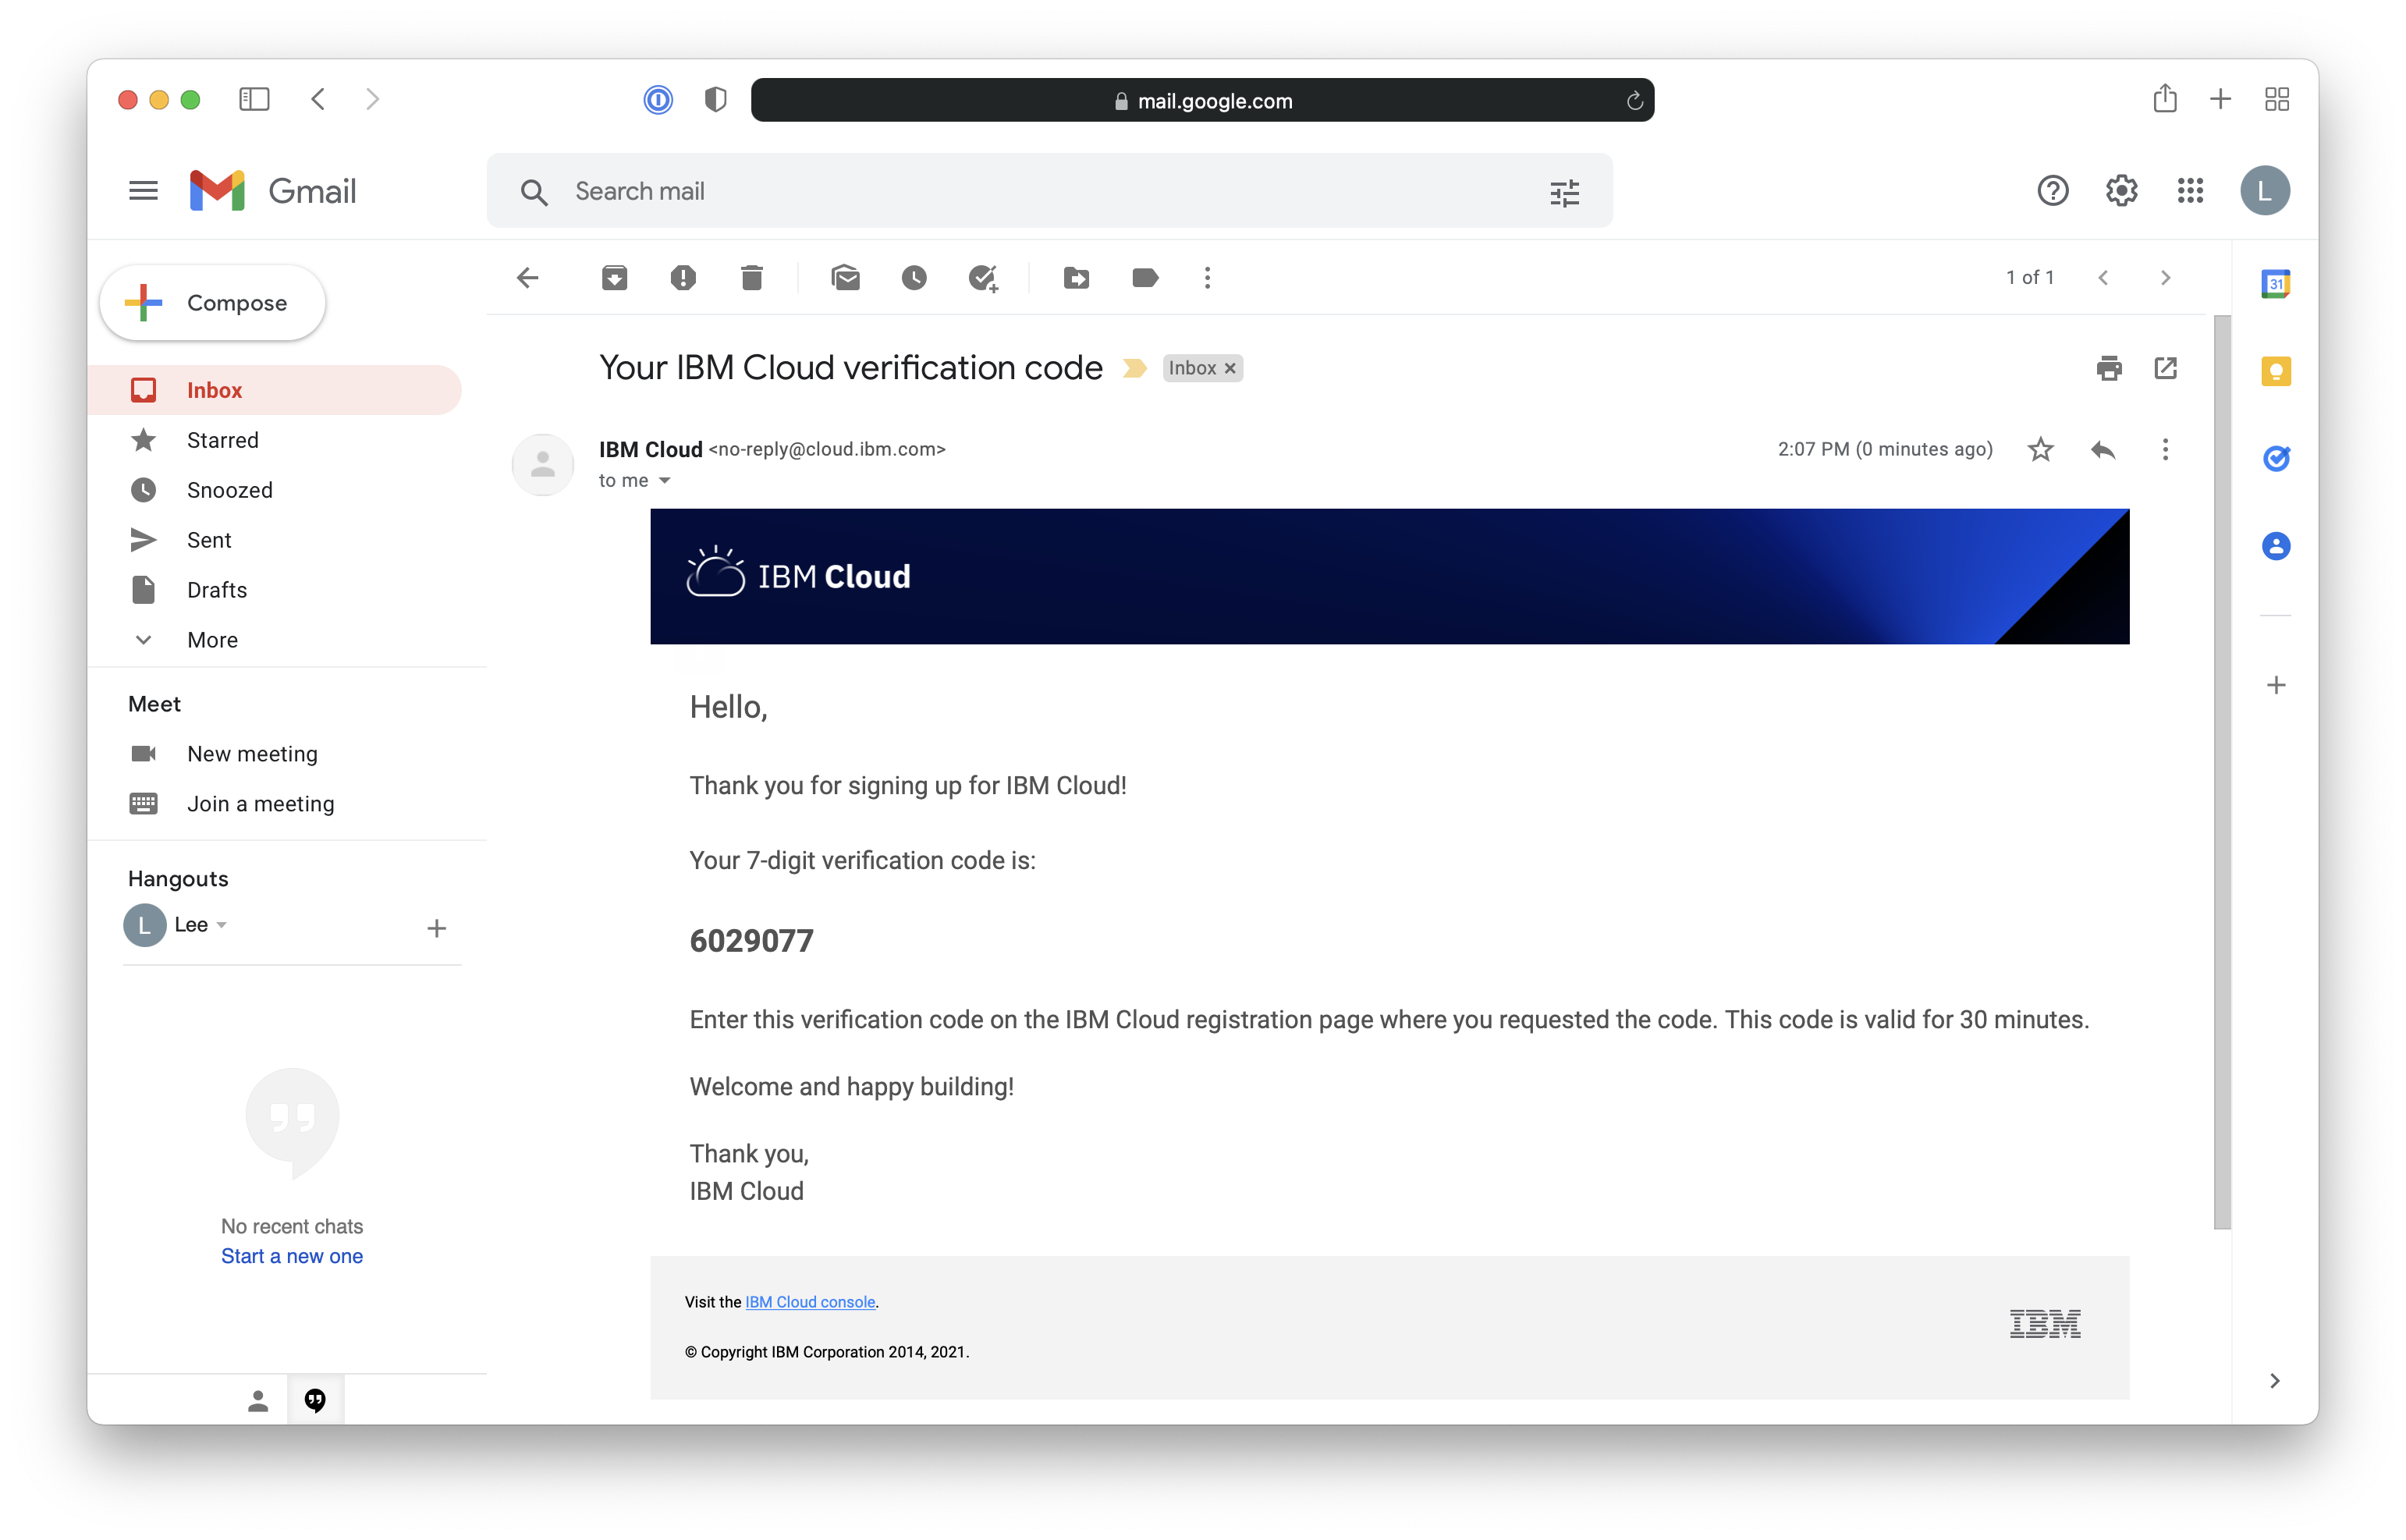 mail.google.com
Gmail
Search mail
L
Compose
1 of 1
31
Inbox
Starred
Snoozed
Sent
Drafts
More
Meet
New meeting
Join a meeting
Hangouts
L Lee
No recent chats
Start a new one
Your IBM Cloud verification code Inbox
IBM Cloud <no-reply@cloud.ibm.com> 2:07 PM (0 minutes ago)
to me
IBM Cloud
Hello,
Thank you for signing up for IBM Cloud!
Your 7-digit verification code is:
6029077
Enter this verification code on the IBM Cloud registration page where you requested the code. This code is valid for 30 minutes.
Welcome and happy building!
Thank you,
IBM Cloud
Visit the IBM Cloud console.
© Copyright IBM Corporation 2014, 2021.
IBM